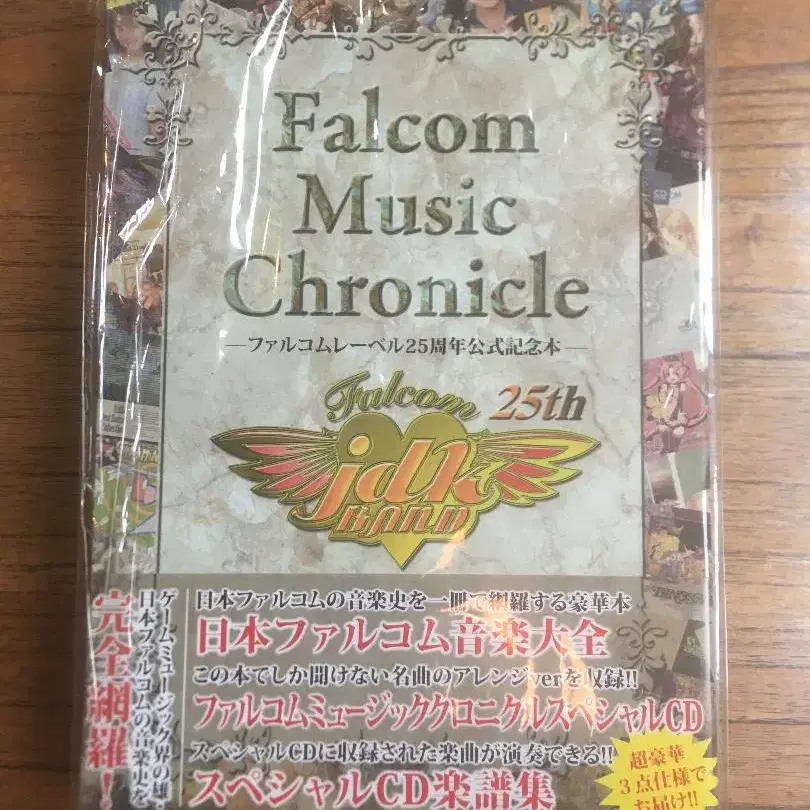 Falcom
Music
Chronicle
―ファルコムレーベル25周年公式記念本―
Falcom 25th
jdk
BAND
ゲームミュージック界の雄・
日本ファルコムの音楽史を
完全網羅！
日本ファルコムの音楽史を一冊で網羅する豪華本
日本ファルコム音楽大全
この本でしか聞けない名曲のアレンジverを収録!!
ファルコムミュージッククロニクルスペシャルCD
スペシャルCDに収録された楽曲が演奏できる!!
スペシャルCD楽譜集
超豪華
3点仕様で
お届け!!